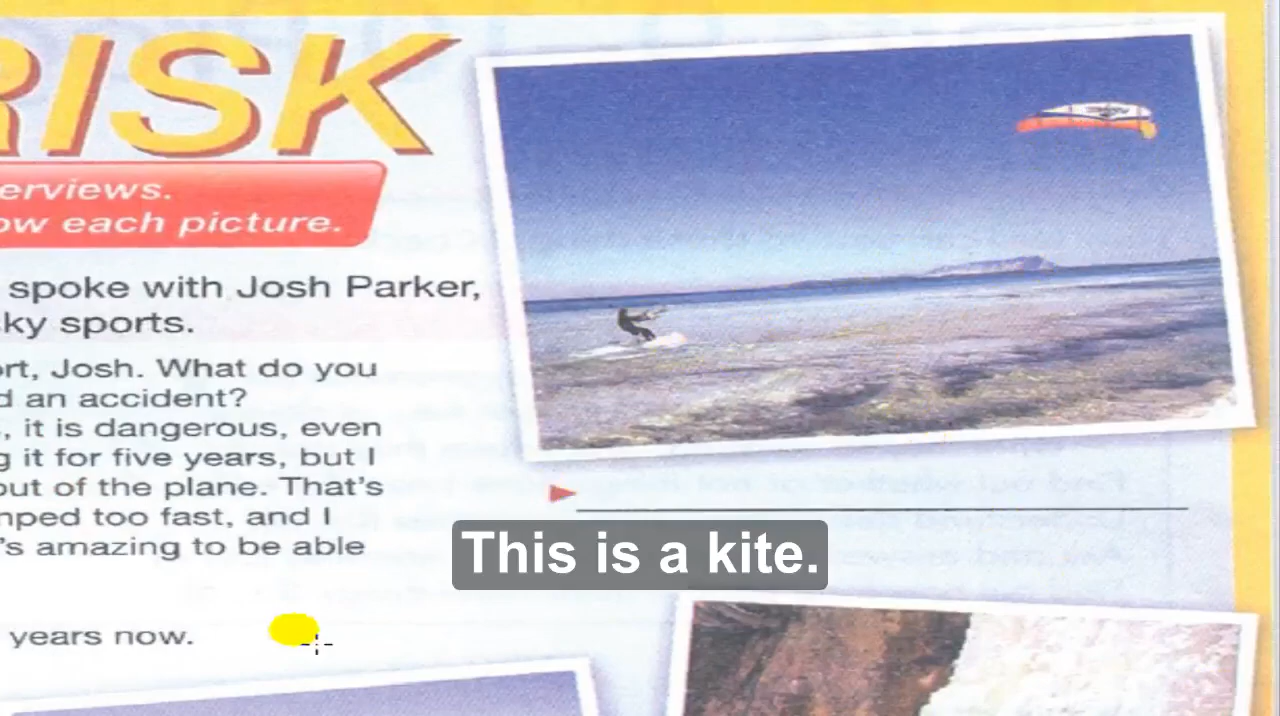 RISK
erviews.
ow each picture.
spoke with Josh Parker,
ky sports.
ort, Josh. What do you
d an accident?
, it is dangerous, even
g it for five years, but I
out of the plane. That's
mped too fast, and I
's amazing to be able
This is a kite.
years now.